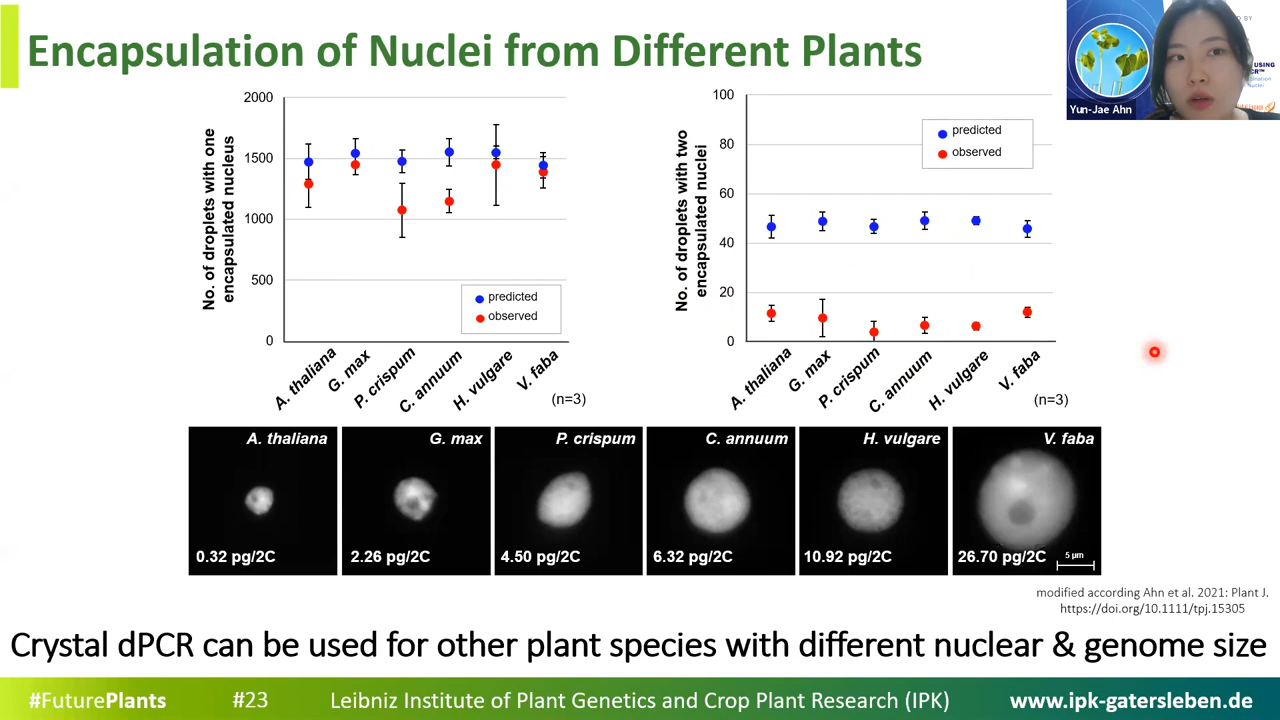 Encapsulation of Nuclei from Different Plants
Yun-Jae Ahn
USING
No. of droplets with one
encapsulated nucleus
2000
1500
1000
500
0
predicted
observed
A. thaliana
G. max
P. crispum
C. annuum
H. vulgare
V. faba
(n=3)
No. of droplets with two
encapsulated nuclei
100
80
60
40
20
0
predicted
observed
A. thaliana
G. max
P. crispum
C. annuum
H. vulgare
V. faba
(n=3)
A. thaliana
0.32 pg/2C
G. max
2.26 pg/2C
P. crispum
4.50 pg/2C
C. annuum
6.32 pg/2C
H. vulgare
10.92 pg/2C
V. faba
26.70 pg/2C
5 µm
modified according Ahn et al. 2021: Plant J.
https://doi.org/10.1111/tpj.15305
Crystal dPCR can be used for other plant species with different nuclear & genome size
#FuturePlants
#23
Leibniz Institute of Plant Genetics and Crop Plant Research (IPK)
www.ipk-gatersleben.de